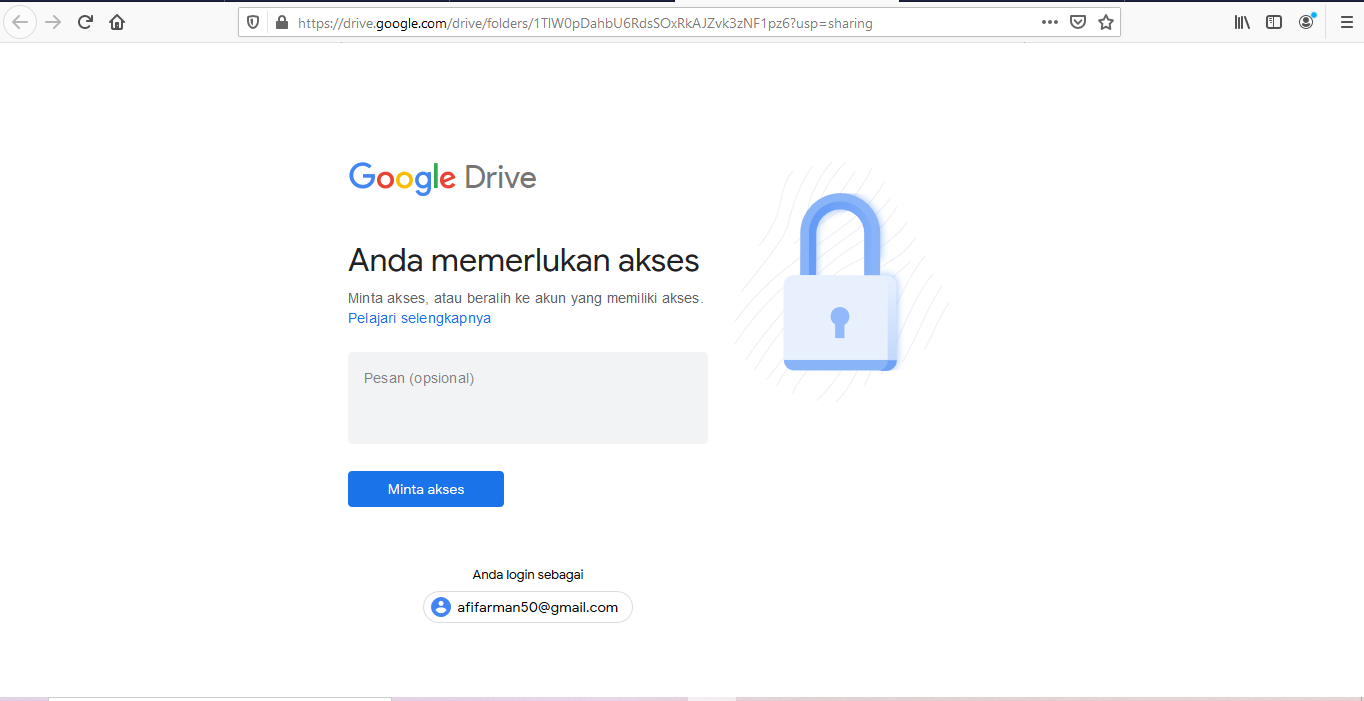 https://drive.google.com/drive/folders/1TlW0pDahbU6RdsSOxRkAJZvk3zNF1pz6?usp=sharing
Google Drive
Anda memerlukan akses
Minta akses, atau beralih ke akun yang memiliki akses.
Pelajari selengkapnya
Pesan (opsional)
Minta akses
Anda login sebagai
afifarman50@gmail.com